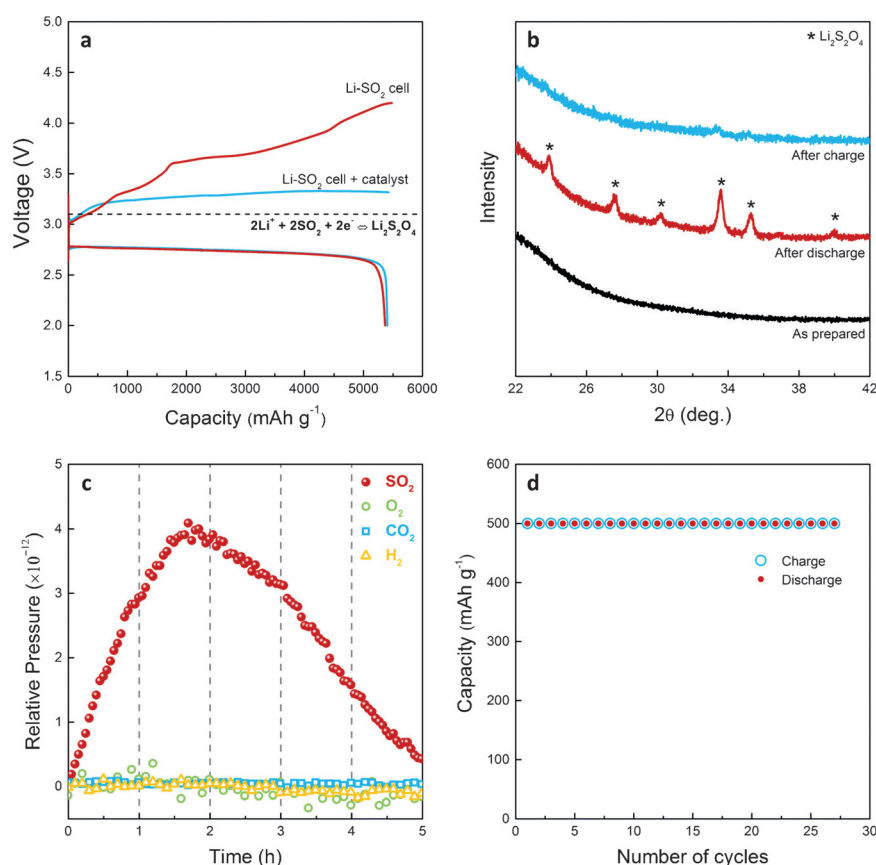 a
Li-SO₂ cell
Li-SO₂ cell + catalyst
2Li⁺ + 2SO₂ + 2e⁻ ⇔ Li₂S₂O₄
Voltage (V)
5.0
4.5
4.0
3.5
3.0
2.5
2.0
1.5
0
1000
2000
3000
4000
5000
6000
Capacity (mAh g⁻¹)
b
* Li₂S₂O₄
After charge
* * * * * *
After discharge
As prepared
Intensity
22
26
30
34
38
42
2θ (deg.)
c
SO₂
O₂
CO₂
H₂
Relative Pressure (×10⁻¹²)
5
4
3
2
1
0
0
1
2
3
4
5
Time (h)
d
Charge
Discharge
Capacity (mAh g⁻¹)
600
500
400
300
200
100
0
0
5
10
15
20
25
30
Number of cycles